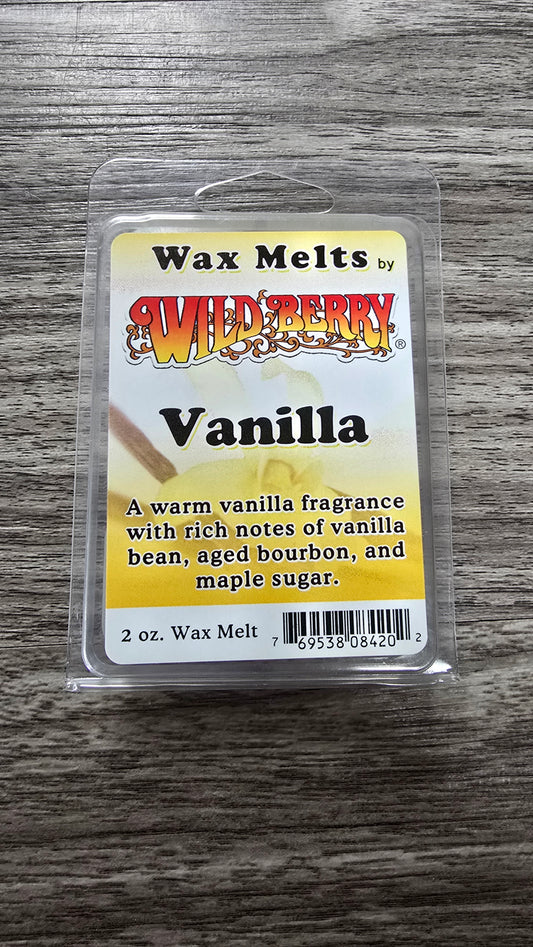 Wax Melts by
WILD BERRY®
Vanilla
A warm vanilla fragrance
with rich notes of vanilla
bean, aged bourbon, and
maple sugar.
2 oz. Wax Melt
7 69538 08420 2